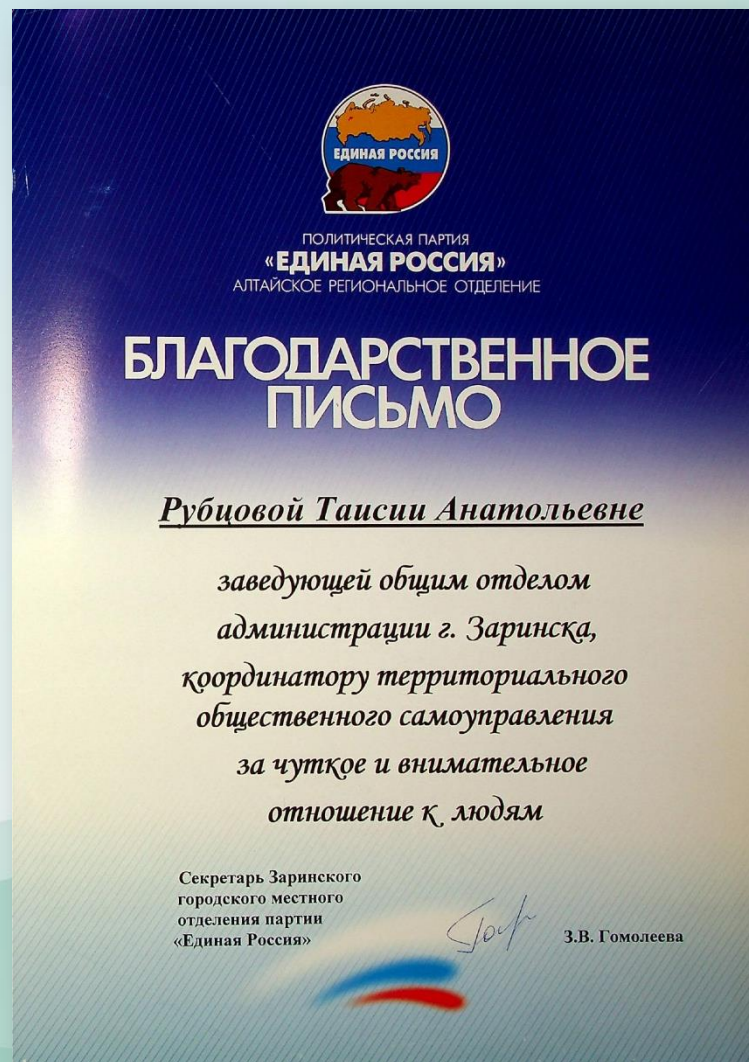 ЕДИНАЯ РОССИЯ
ПОЛИТИЧЕСКАЯ ПАРТИЯ
«ЕДИНАЯ РОССИЯ»
АЛТАЙСКОЕ РЕГИОНАЛЬНОЕ ОТДЕЛЕНИЕ
БЛАГОДАРСТВЕННОЕ
ПИСЬМО
Рубцовой Таисии Анатольевне
заведующей общим отделом
администрации г. Заринска,
координатору территориального
общественного самоуправления
за чуткое и внимательное
отношение к людям
Секретарь Заринского
городского местного
отделения партии
«Единая Россия»
З.В. Гомолеева